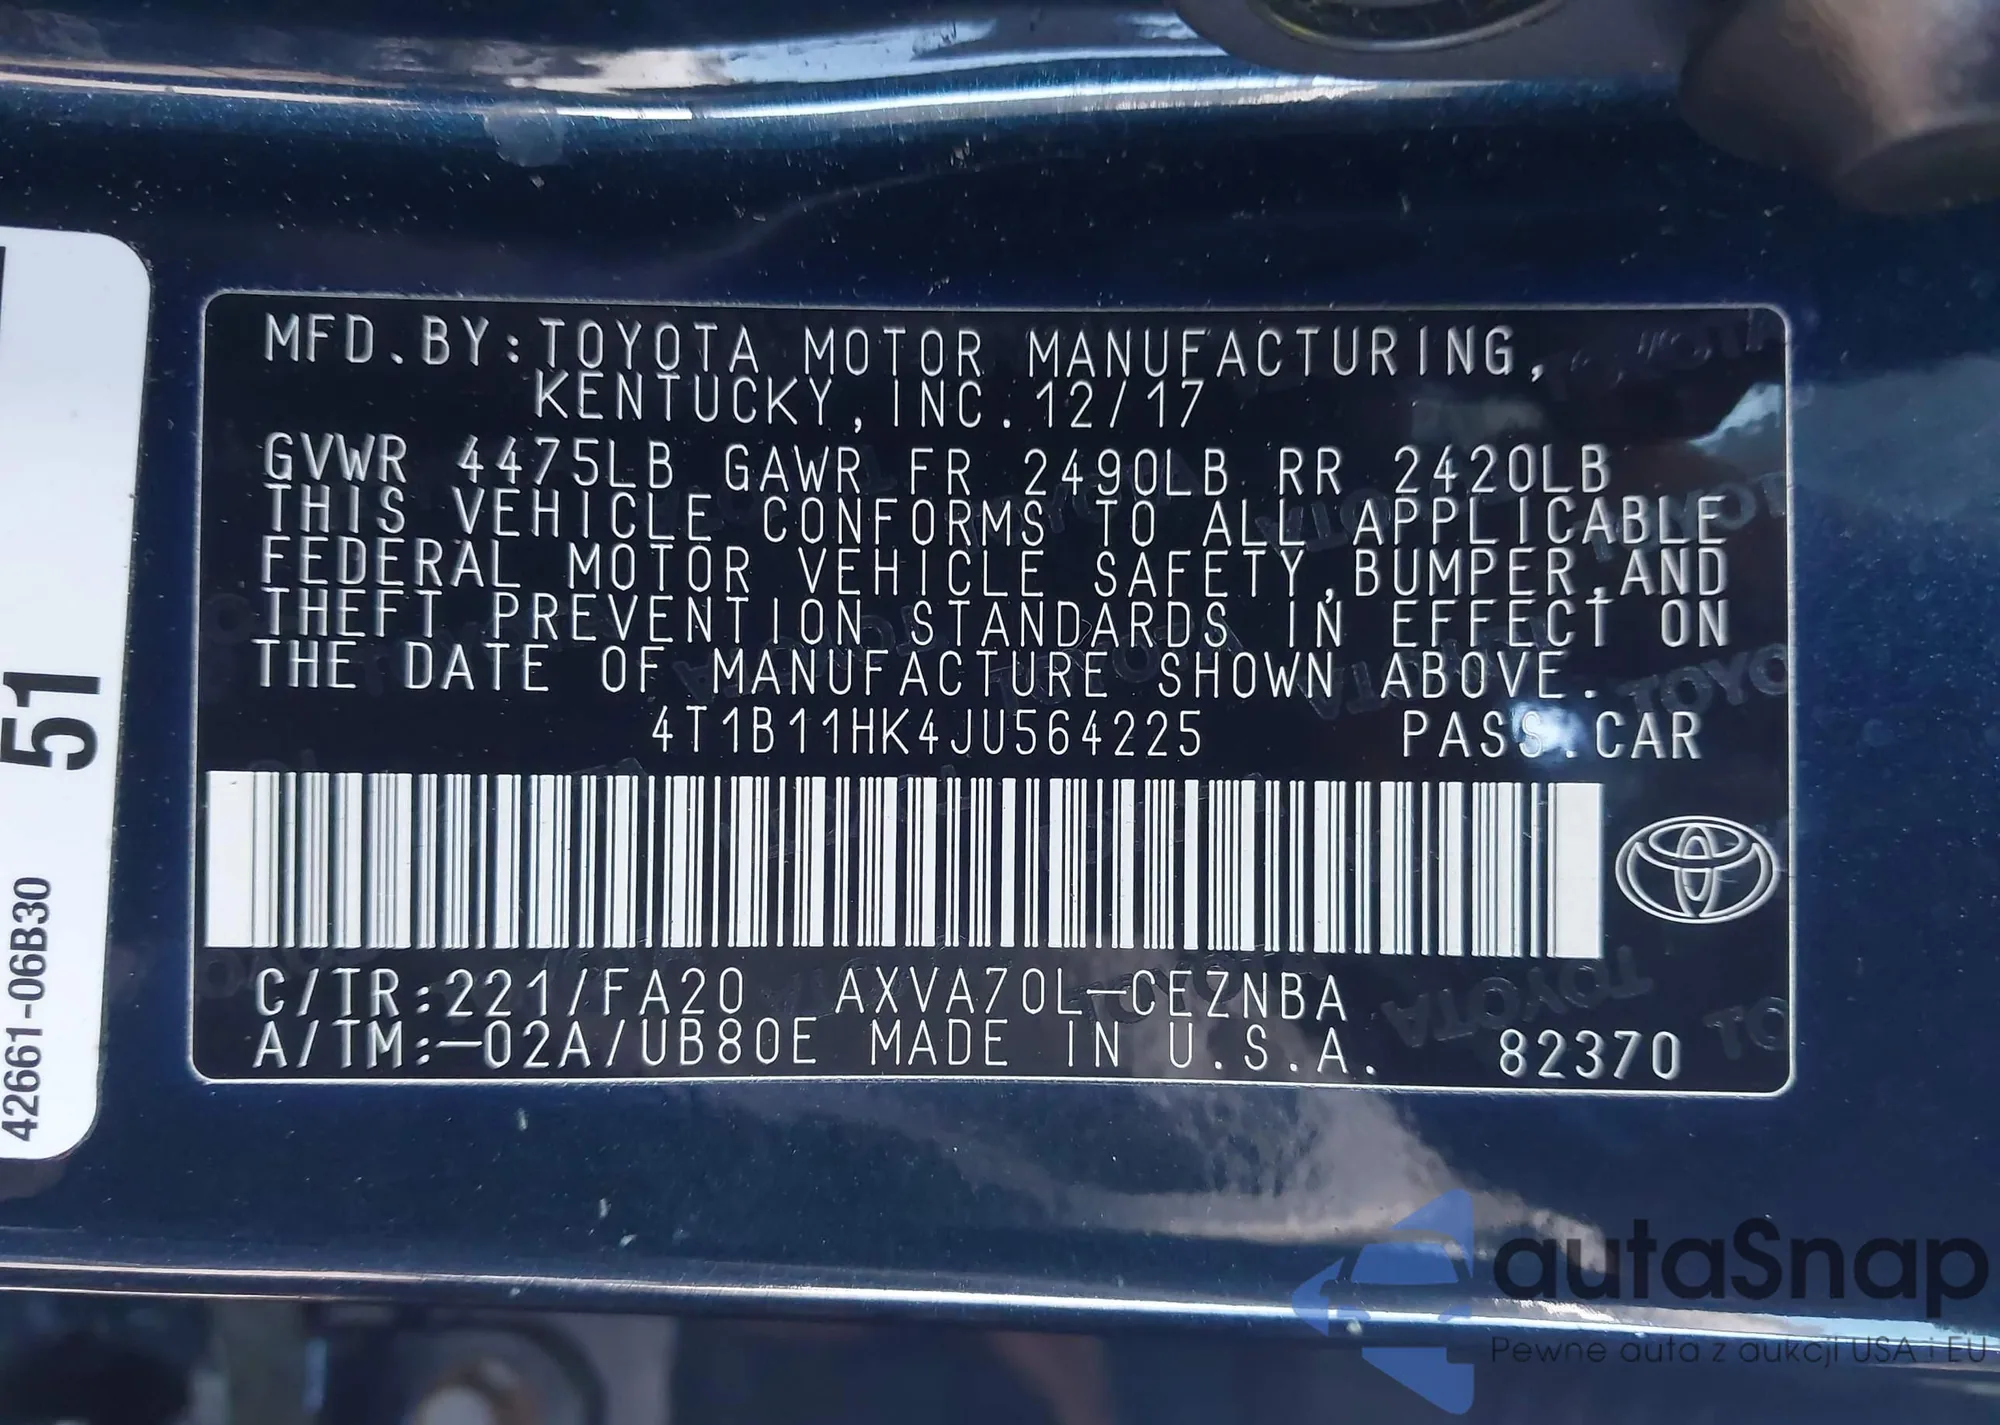 MFD.BY:TOYOTA MOTOR MANUFACTURING,
KENTUCKY,INC.12/17
GVWR 4475LB GAWR FR 2490LB RR 2420LB
THIS VEHICLE CONFORMS TO ALL APPLICABLE
FEDERAL MOTOR VEHICLE SAFETY,BUMPER,AND
THEFT PREVENTION STANDARDS IN EFFECT ON
THE DATE OF MANUFACTURE SHOWN ABOVE.
4T1B11HK4JU564225 PASS.CAR
C/TR:221/FA20 AXVA70L-CEZNBA
A/TM:-02A/UB80E MADE IN U.S.A. 82370
51
42661-06B30
autaSnap
Pewne auta z aukcji USA i EU